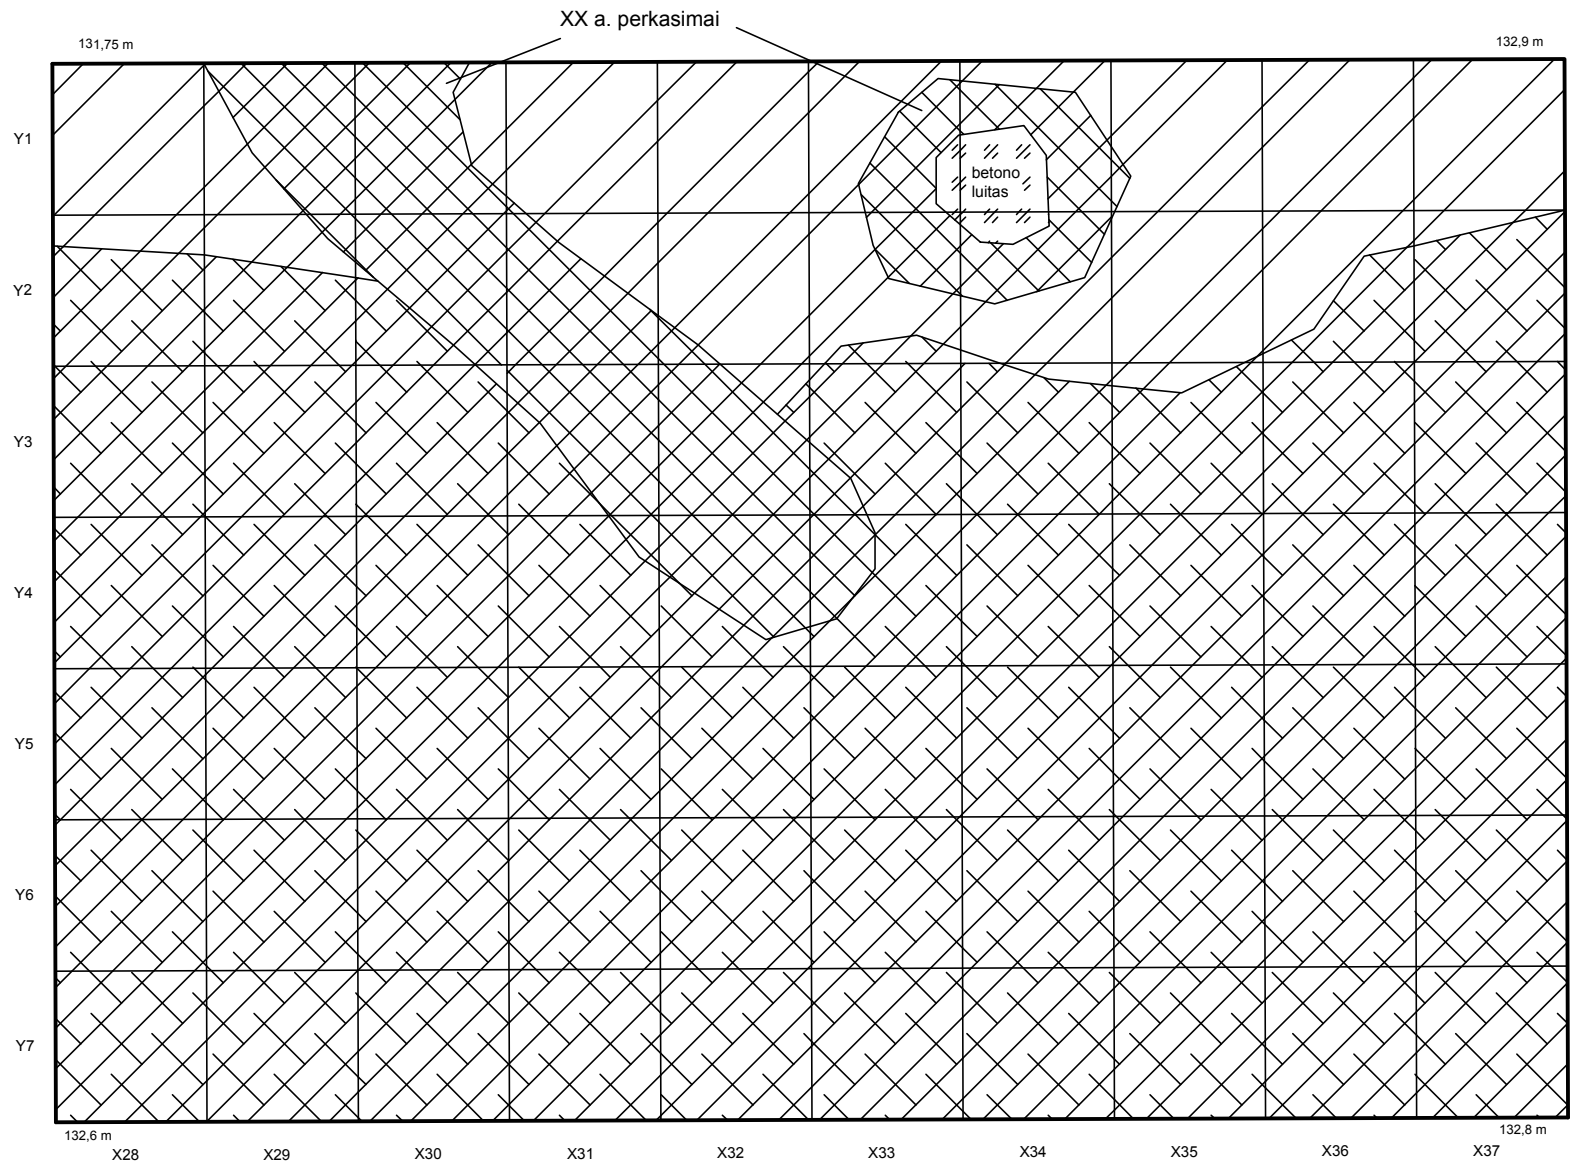 XX a. perkasimai
131,75 m
132,9 m
Y1
betono
luitas
Y2
Y3
Y4
Y5
Y6
Y7
132,6 m
132,8 m
X28
X29
X30
X31
X32
X33
X34
X35
X36
X37